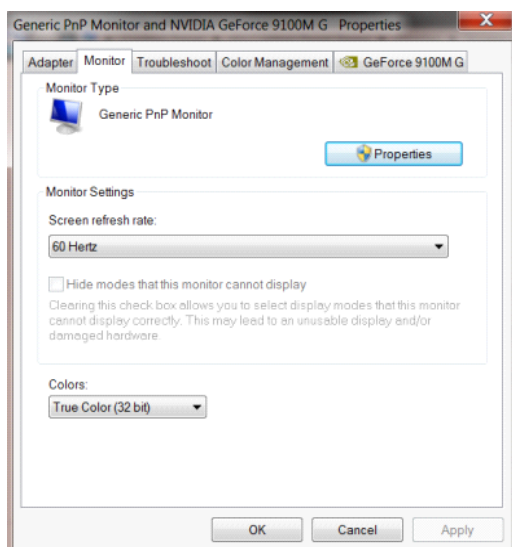 Generic PnP Monitor and NVIDIA GeForce 9100M G Properties
Adapter Monitor Troubleshoot Color Management GeForce 9100M G
Monitor Type
Generic PnP Monitor
Properties
Monitor Settings
Screen refresh rate:
60 Hertz
Hide modes that this monitor cannot display
Clearing this check box allows you to select display modes that this monitor
cannot display correctly. This may lead to an unusable display and/or
damaged hardware
Colors:
True Color (32 bit)
OK Cancel Apply